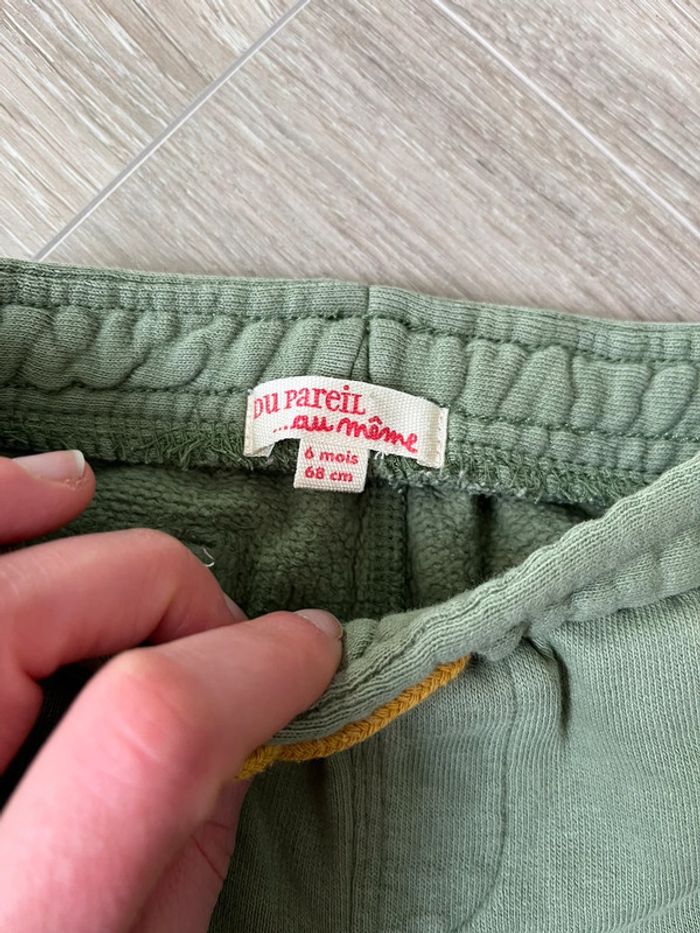 DU PAREIL
...au même
6 mois
68 cm